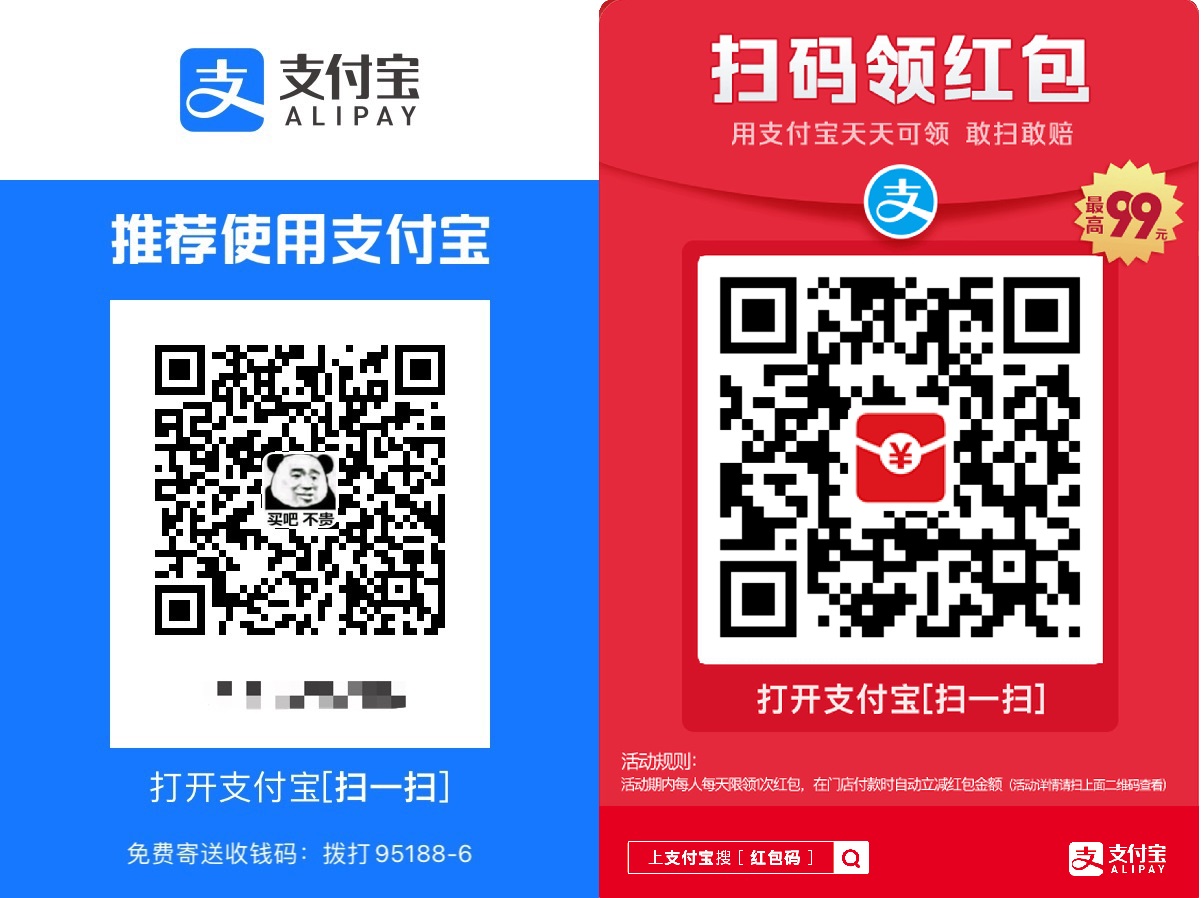 支付宝
ALIPAY
推荐使用支付宝
买吧 不贵
打开支付宝[扫一扫]
免费寄送收钱码：拨打95188-6
扫码领红包
用支付宝天天可领 敢扫敢赔
支
最高99元
¥
打开支付宝[扫一扫]
活动规则：
活动期内每人每天限领1次红包，在门店付款时自动立减红包金额（活动详情请扫上面二维码查看）
上支付宝搜［红包码］
支付宝
ALIPAY